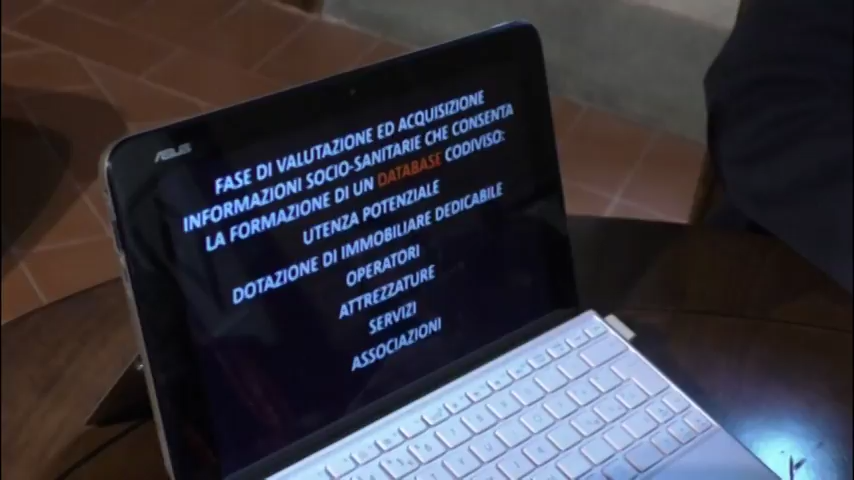 ASUS
FASE DI VALUTAZIONE ED ACQUISIZIONE
INFORMAZIONI SOCIO-SANITARIE CHE CONSENTA
LA FORMAZIONE DI UN DATABASE CODIVISO:
UTENZA POTENZIALE
DOTAZIONE DI IMMOBILIARE DEDICABILE
OPERATORI
ATTREZZATURE
SERVIZI
ASSOCIAZIONI